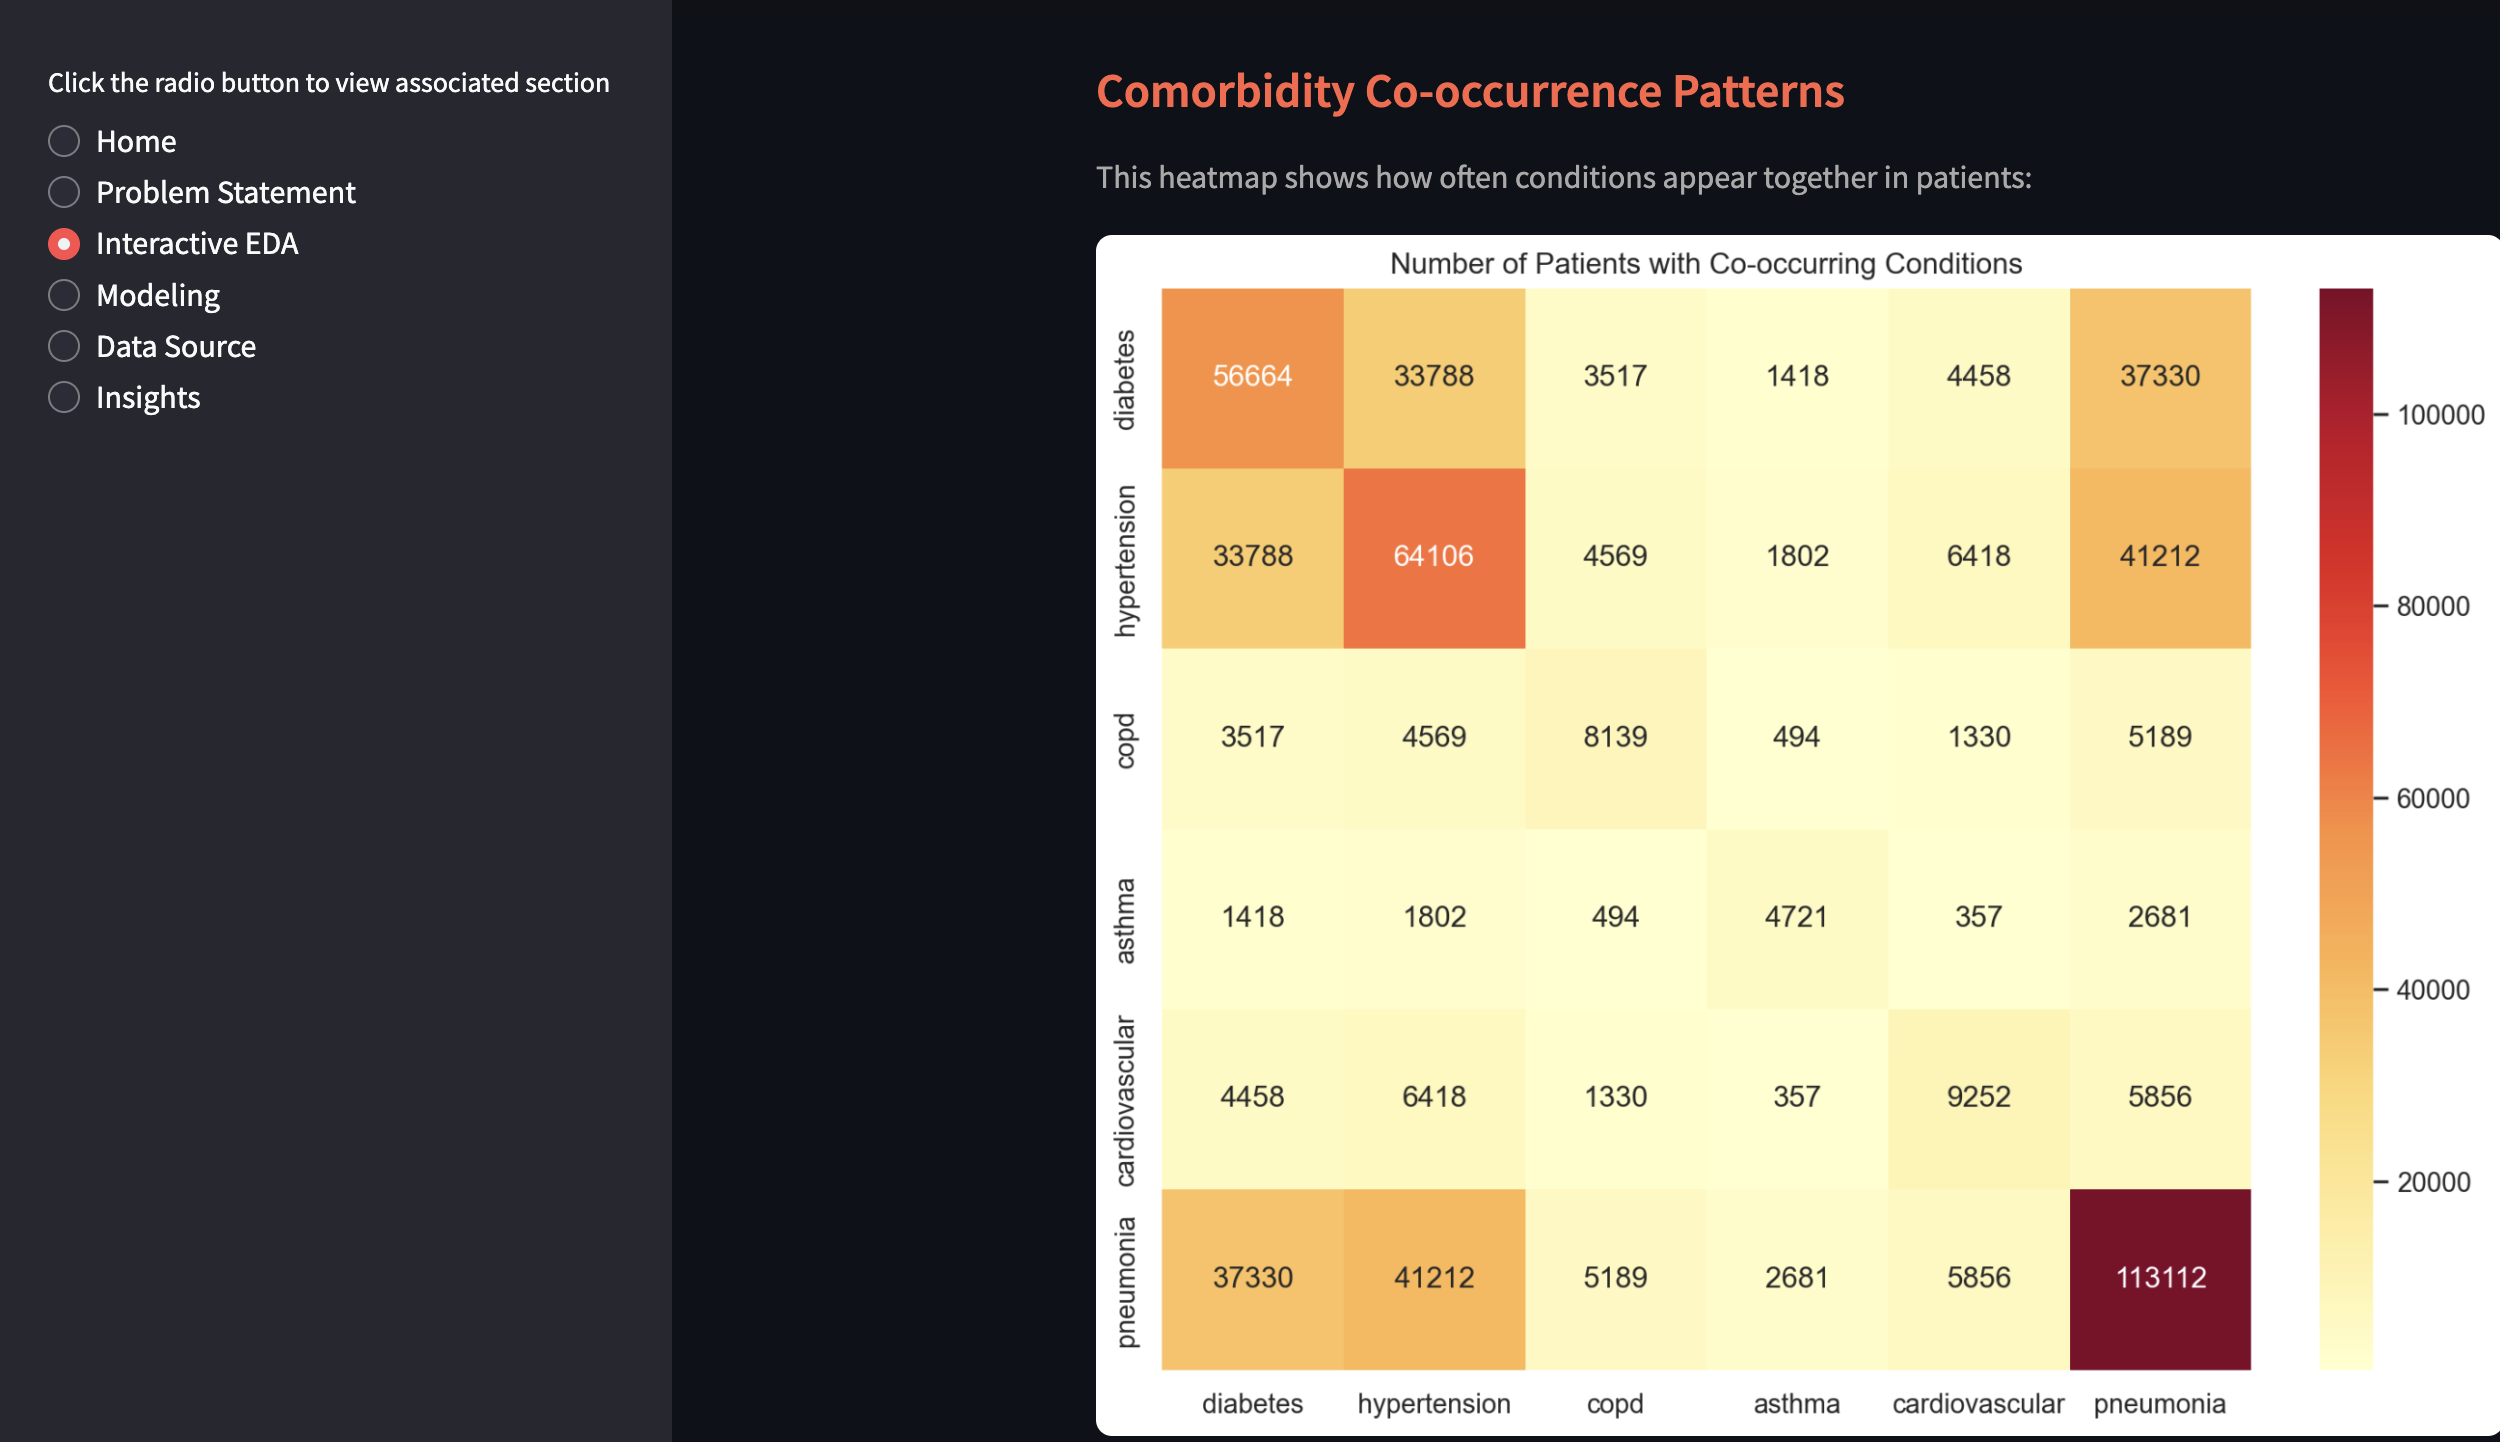 Click the radio button to view associated section
Home
Problem Statement
Interactive EDA
Modeling
Data Source
Insights
Comorbidity Co-occurrence Patterns
This heatmap shows how often conditions appear together in patients:
Number of Patients with Co-occurring Conditions
diabetes 56664 33788 3517 1418 4458 37330
hypertension 33788 64106 4569 1802 6418 41212
copd 3517 4569 8139 494 1330 5189
asthma 1418 1802 494 4721 357 2681
cardiovascular 4458 6418 1330 357 9252 5856
pneumonia 37330 41212 5189 2681 5856 113112
diabetes hypertension copd asthma cardiovascular pneumonia
100000
80000
60000
40000
20000